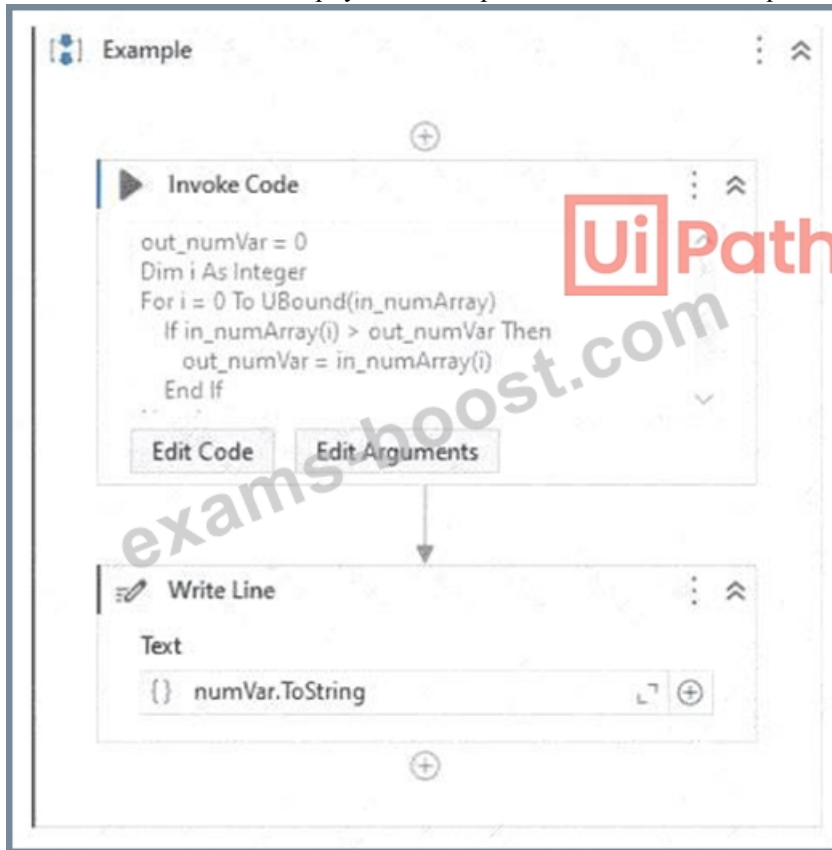 Example
Invoke Code
out_numVar = 0
Dim i As Integer
For i = 0 To UBound(in_numArray)
If in_numArray(i) > out_numVar Then
out_numVar = in_numArray(i)
End If
Edit Code Edit Arguments
Write Line
Text
{} numVar.ToString
UiPath
exams-boost.com